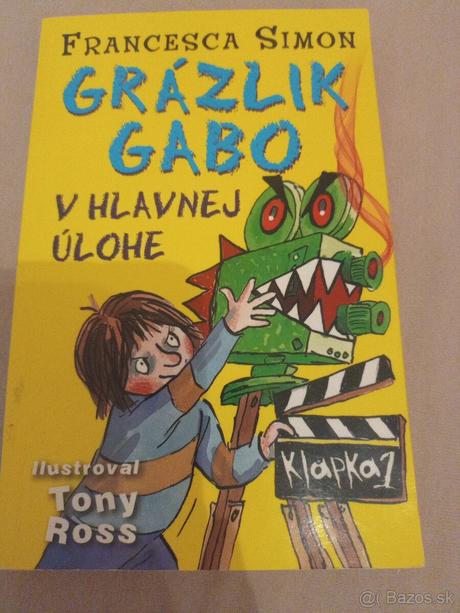 FRANCESCA SIMON
GRÁZLIK
GABO
V HLAVNEJ
ÚLOHE
Klapka 1
Ilustroval
Tony
Ross
@( Bazos.sk